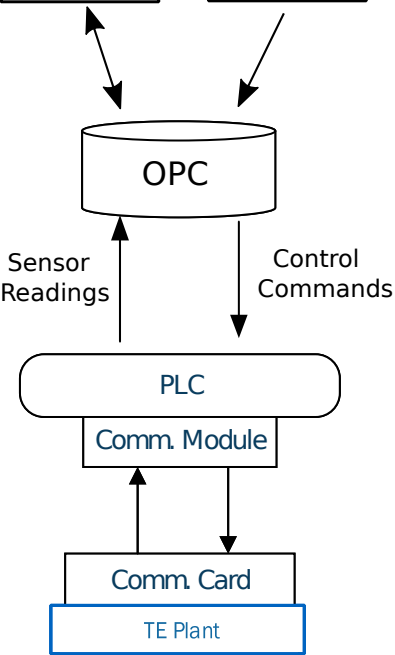 OPC
Sensor
Readings
Control
Commands
PLC
Comm. Module
Comm. Card
TE Plant